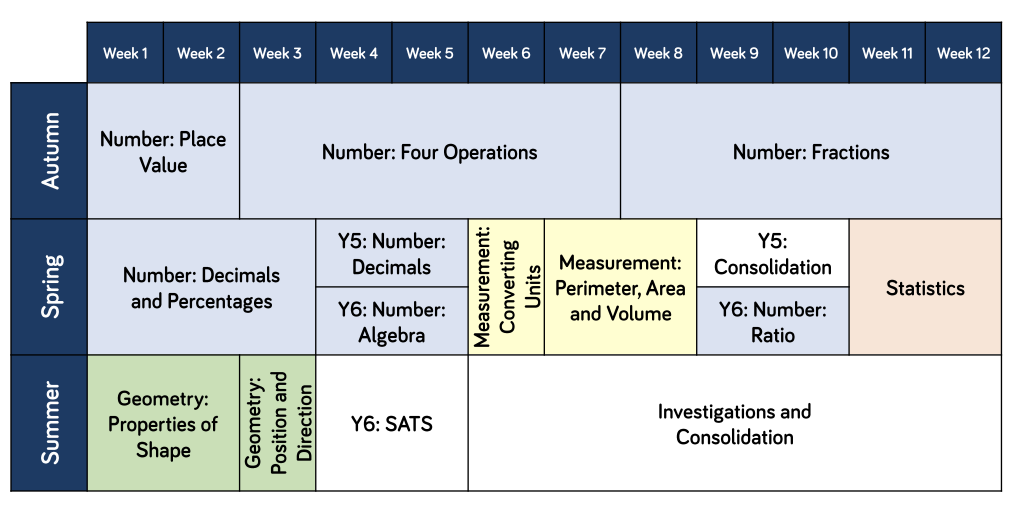 Week 1 Week 2 Week 3 Week 4 Week 5 Week 6 Week 7 Week 8 Week 9 Week 10 Week 11 Week 12
Autumn
Number: Place
Value
Number: Four Operations
Number: Fractions
Spring
Number: Decimals
and Percentages
Y5: Number:
Decimals
Y6: Number:
Algebra
Measurement:
Converting
Units
Measurement:
Perimeter, Area
and Volume
Y5:
Consolidation
Y6: Number:
Ratio
Statistics
Summer
Geometry:
Properties of
Shape
Geometry:
Position and
Direction
Y6: SATS
Investigations and
Consolidation